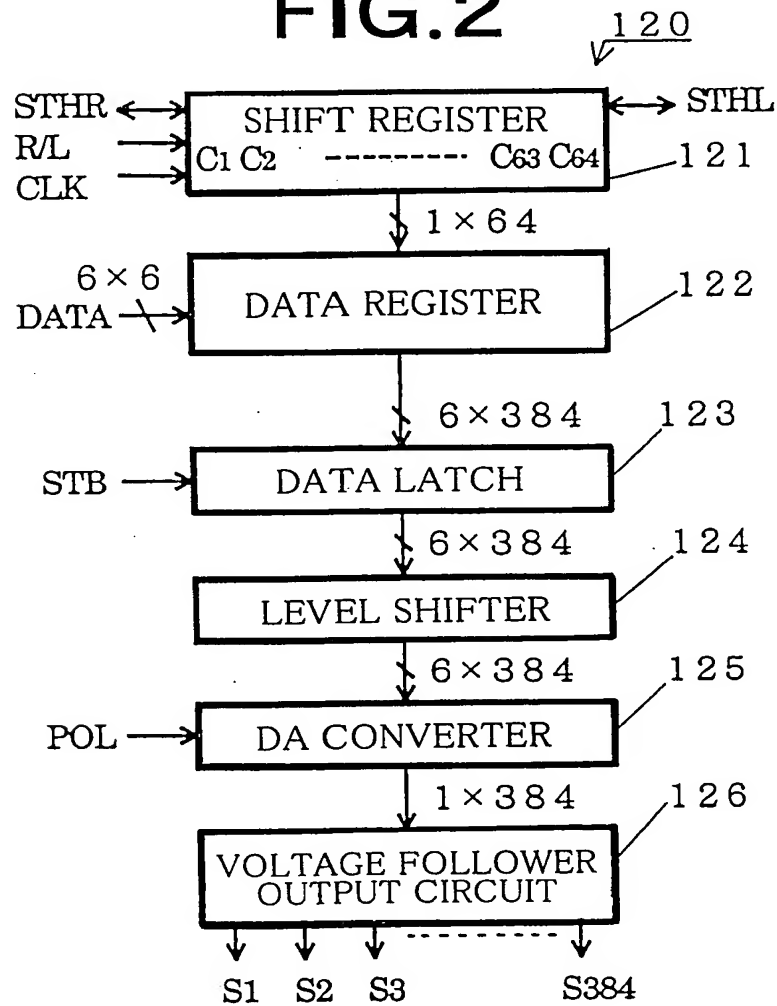 FIG.2
120
STHR
SHIFT REGISTER
STHL
R/L
C1 C2 --------- C63 C64
121
CLK
1×64
6×6
DATA
DATA REGISTER
122
6×384
123
STB
DATA LATCH
6×384
124
LEVEL SHIFTER
6×384
125
POL
DA CONVERTER
1×384
126
VOLTAGE FOLLOWER
OUTPUT CIRCUIT
S1 S2 S3 S384